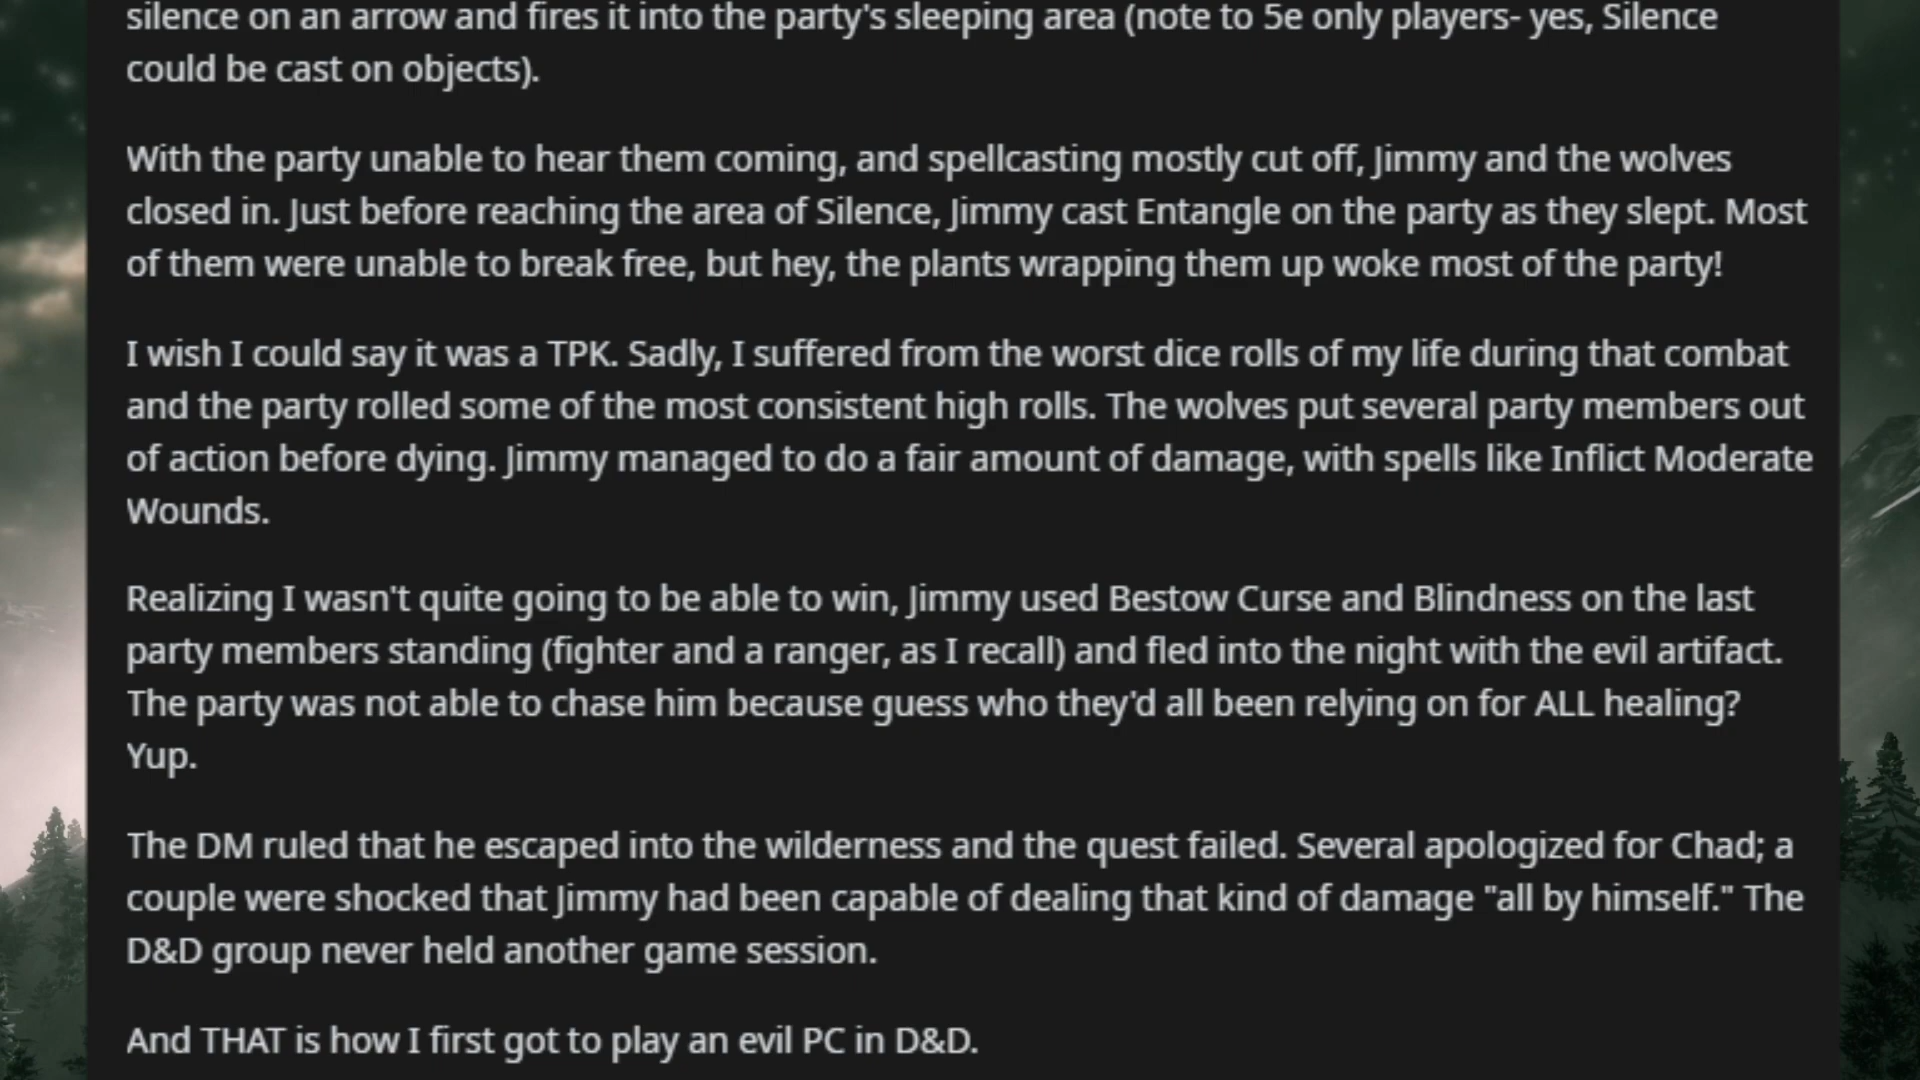 silence on an arrow and fires it into the party's sleeping area (note to 5e only players- yes, Silence
could be cast on objects).
With the party unable to hear them coming, and spellcasting mostly cut off, Jimmy and the wolves
closed in. Just before reaching the area of Silence, Jimmy cast Entangle on the party as they slept. Most
of them were unable to break free, but hey, the plants wrapping them up woke most of the party!
I wish I could say it was a TPK. Sadly, I suffered from the worst dice rolls of my life during that combat
and the party rolled some of the most consistent high rolls. The wolves put several party members out
of action before dying. Jimmy managed to do a fair amount of damage, with spells like Inflict Moderate
Wounds.
Realizing I wasn't quite going to be able to win, Jimmy used Bestow Curse and Blindness on the last
party members standing (fighter and a ranger, as I recall) and fled into the night with the evil artifact.
The party was not able to chase him because guess who they'd all been relying on for ALL healing?
Yup.
The DM ruled that he escaped into the wilderness and the quest failed. Several apologized for Chad; a
couple were shocked that Jimmy had been capable of dealing that kind of damage "all by himself." The
D&D group never held another game session.
And THAT is how I first got to play an evil PC in D&D.